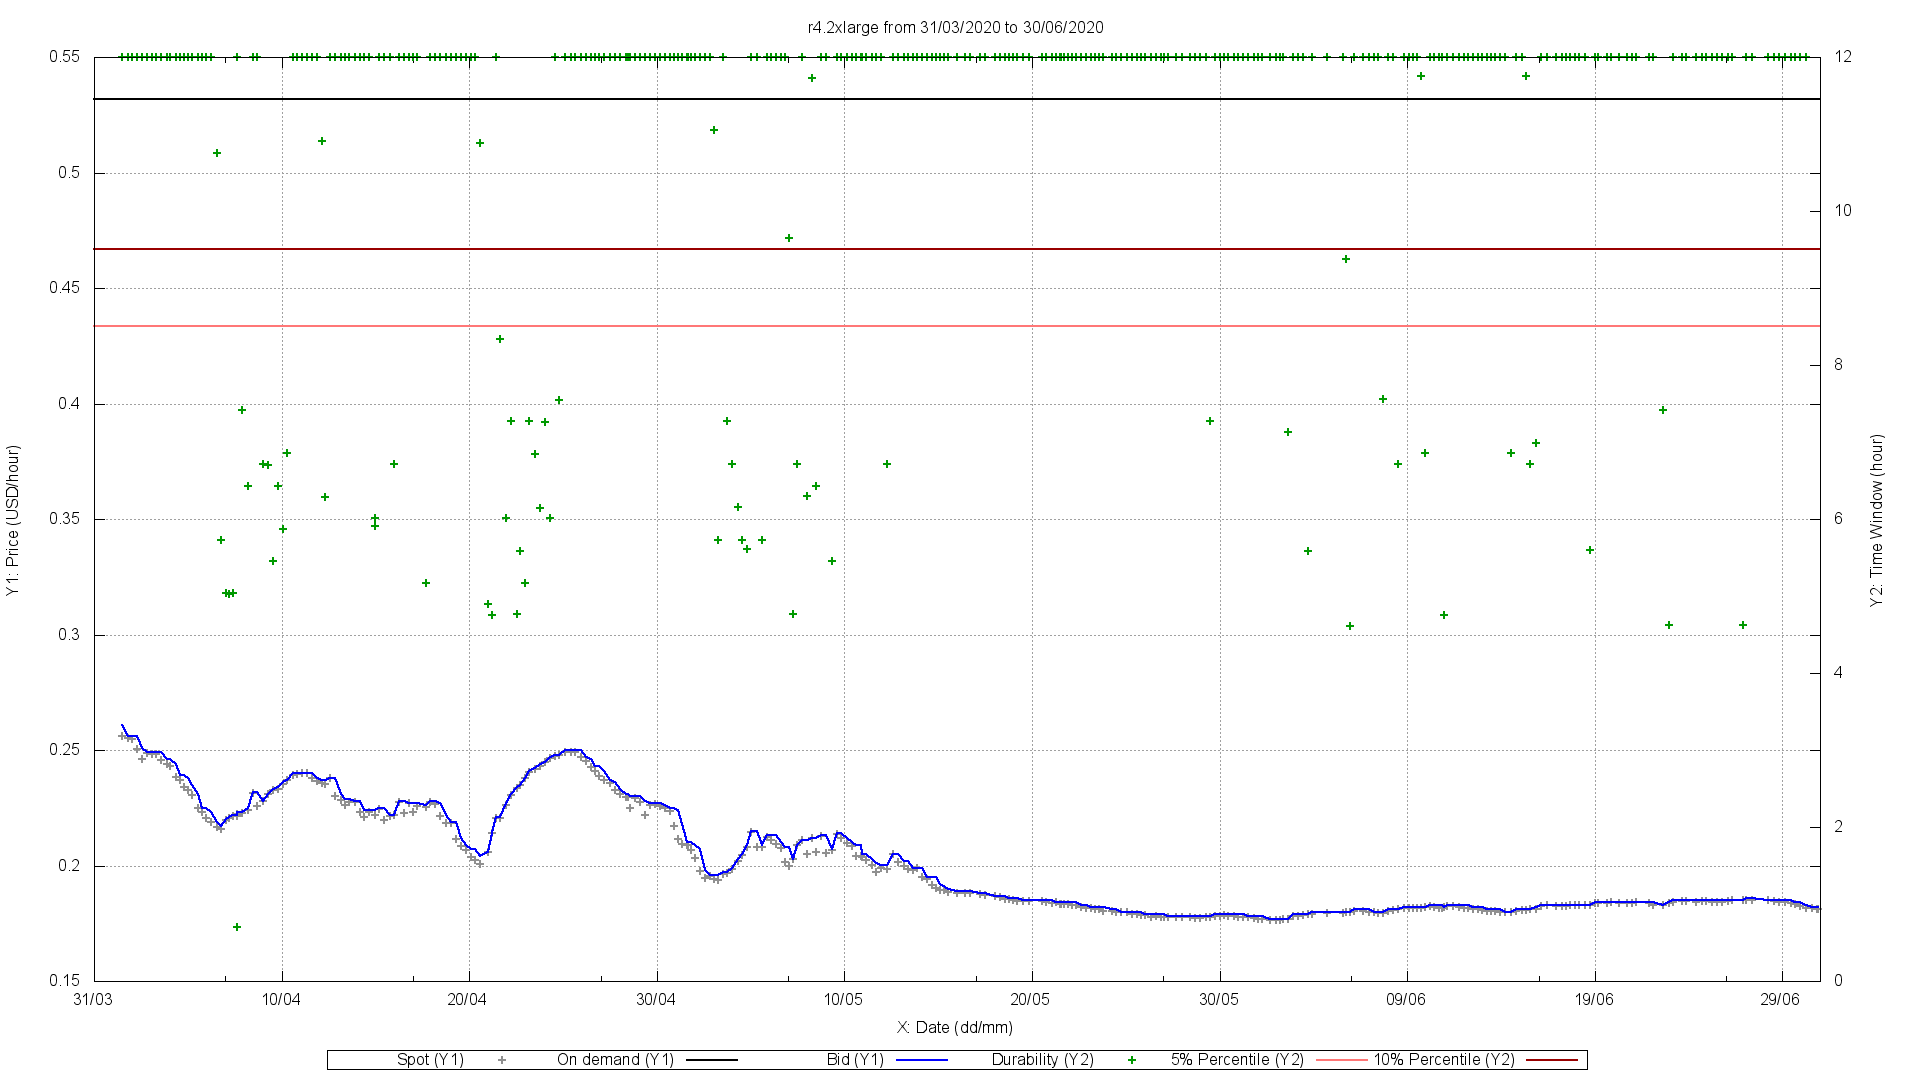 r4.2xlarge from 31/03/2020 to 30/06/2020
0.55
0.5
0.45
0.4
0.35
0.3
0.25
0.2
0.15
12
10
8
6
4
2
0
Y1: Price (USD/hour)
Y2: Time Window (hour)
31/03 10/04 20/04 30/04 10/05 20/05 30/05 09/06 19/06 29/06
X: Date (dd/mm)
Spot (Y1) On demand (Y1) Bid (Y1) Durability (Y2) 5% Percentile (Y2) 10% Percentile (Y2)